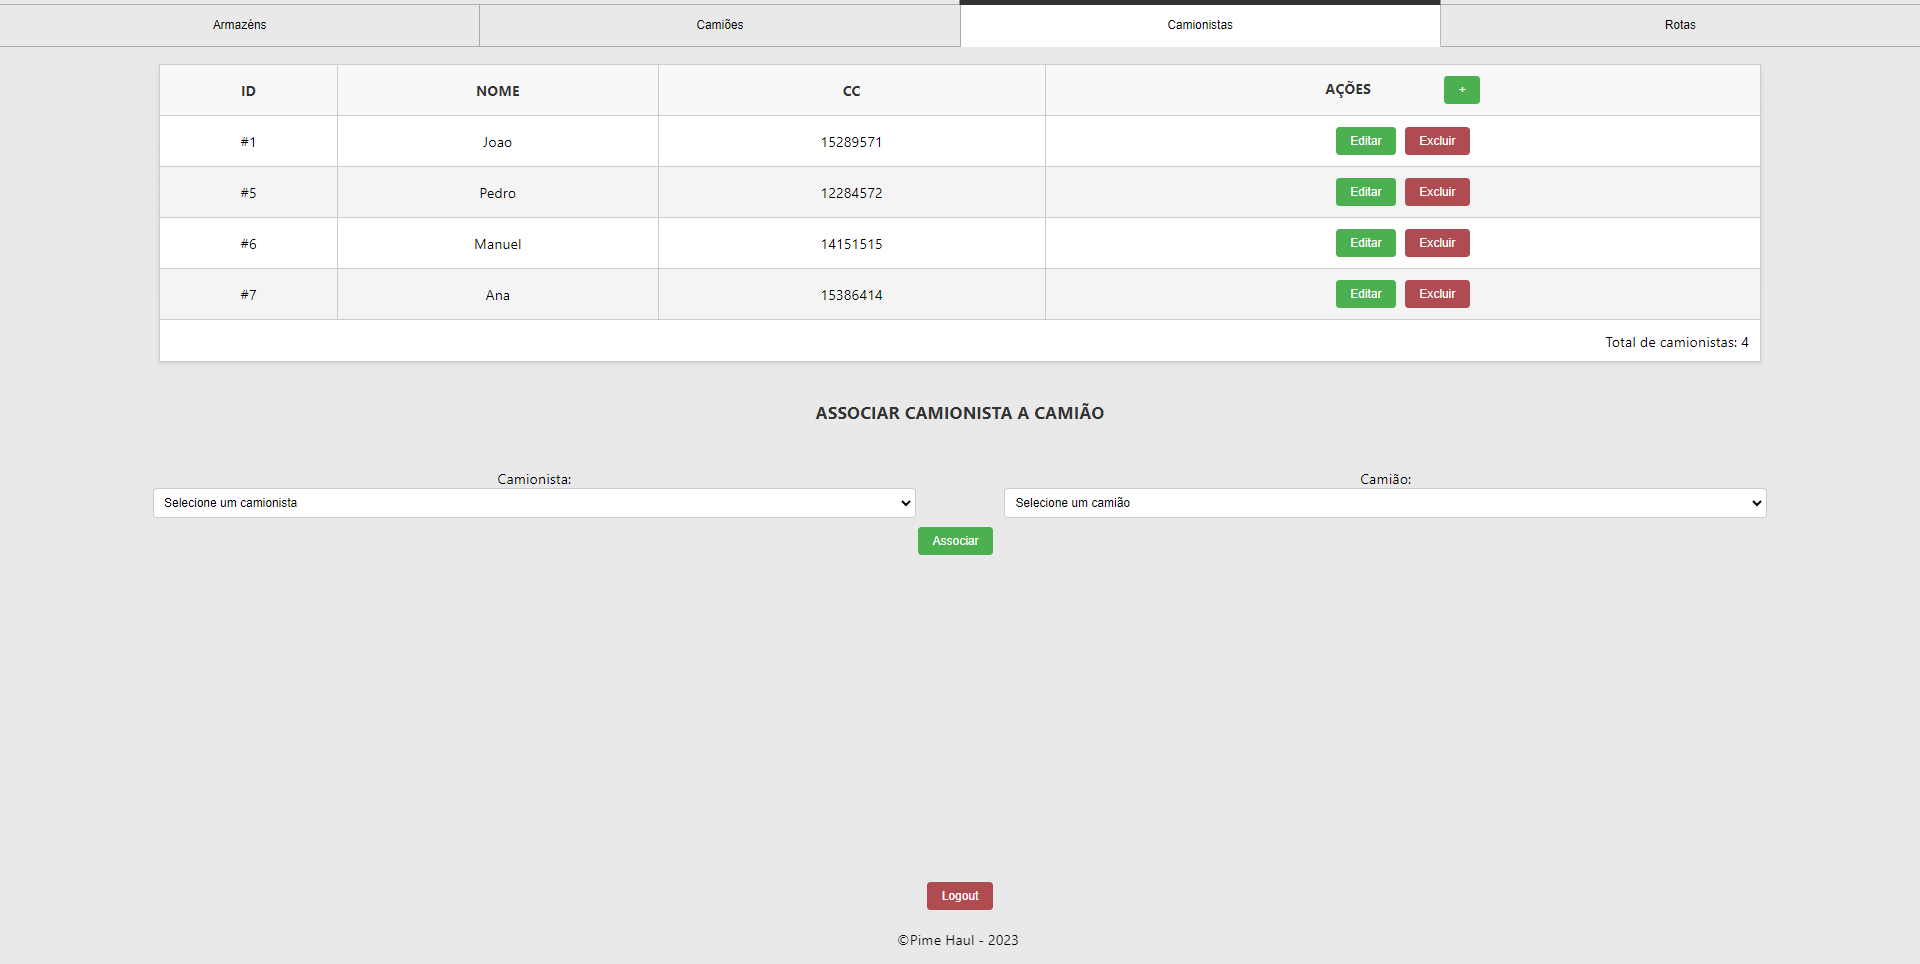 Armazéns Camiões Camionistas Rotas
ID NOME CC AÇÕES +
#1 Joao 15289571 Editar Excluir
#5 Pedro 12284572 Editar Excluir
#6 Manuel 14151515 Editar Excluir
#7 Ana 15386414 Editar Excluir
Total de camionistas: 4
ASSOCIAR CAMIONISTA A CAMIÃO
Camionista: Camião:
Selecione um camionista Selecione um camião
Associar
Logout
©Pime Haul - 2023